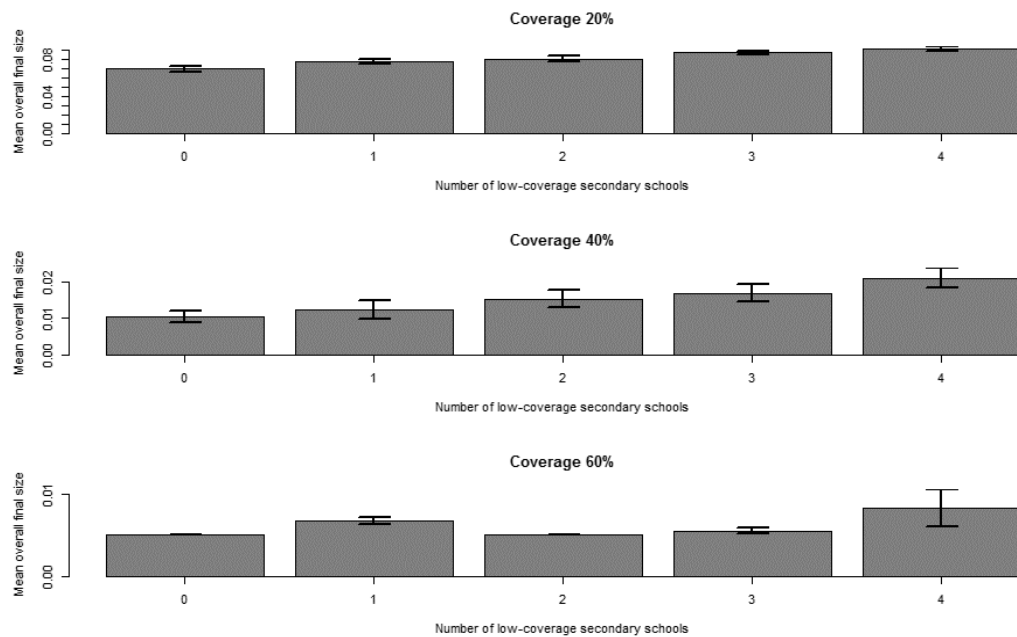 Coverage 20%
Mean overall final size
0.00 0.04 0.08
0 1 2 3 4
Number of low-coverage secondary schools
Coverage 40%
Mean overall final size
0.00 0.01 0.02
0 1 2 3 4
Number of low-coverage secondary schools
Coverage 60%
Mean overall final size
0.00 0.01
0 1 2 3 4
Number of low-coverage secondary schools